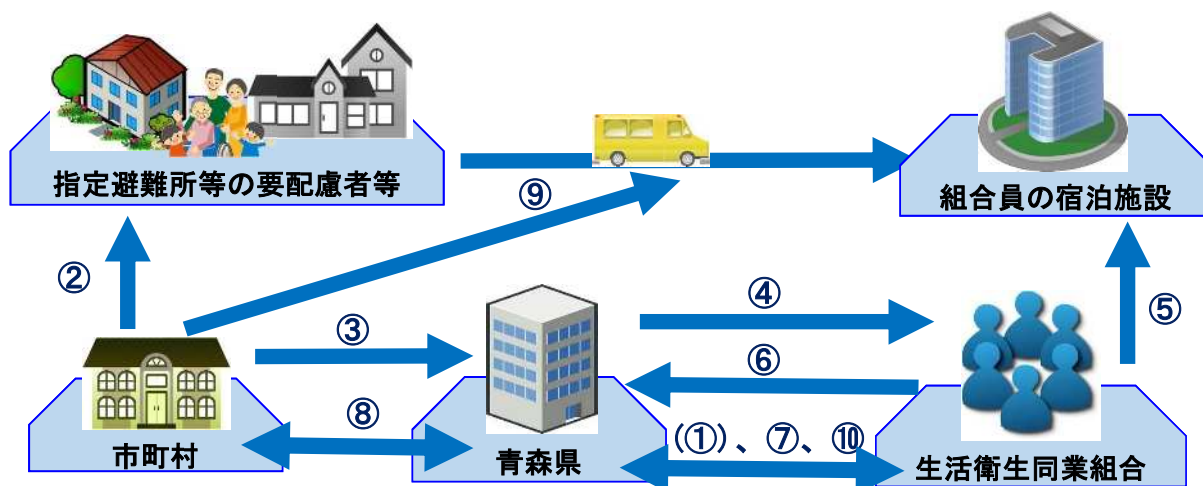 指定避難所等の要配慮者等
組合員の宿泊施設
⑨
②
④
⑤
③
⑥
⑧
(①)、⑦、⑩
市町村
青森県
生活衛生同業組合